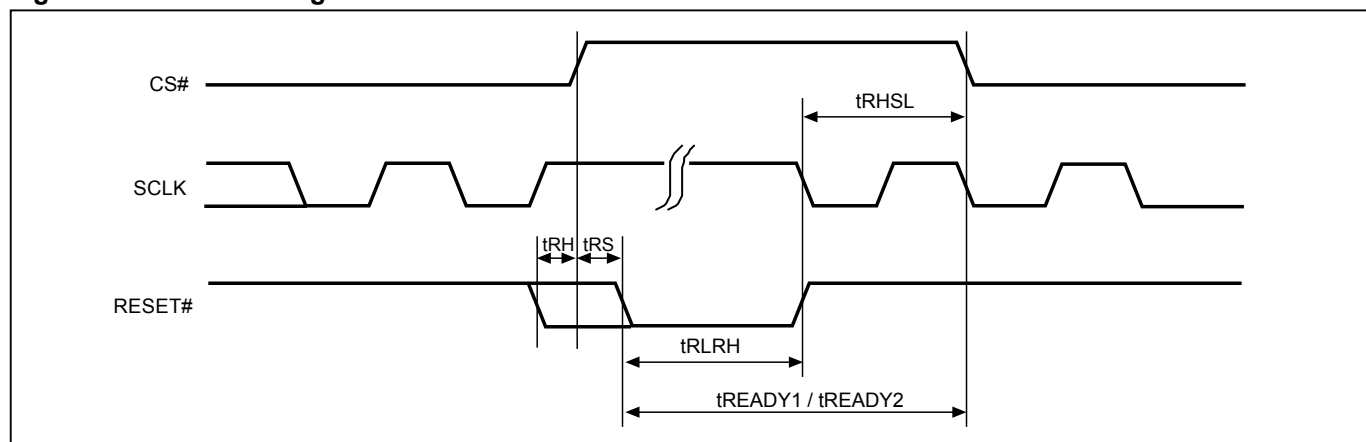 CS#
tRHSL
SCLK
tRH tRS
RESET#
tRLRH
tREADY1 / tREADY2